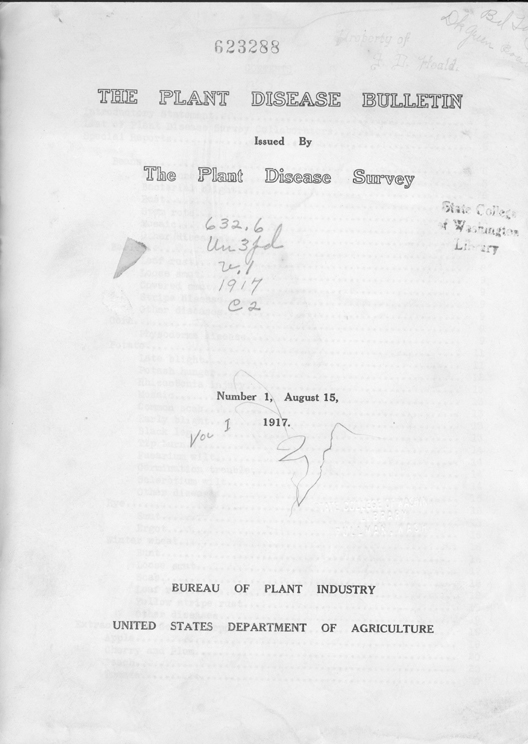 623288
Property of
THE PLANT DISEASE BULLETIN
Issued By
The Plant Disease Survey
State College
of Washington
Library
632.6
Un3pd
v.1
1917
C2
Number 1, August 15,
1917.
Vol I
BUREAU OF PLANT INDUSTRY
UNITED STATES DEPARTMENT OF AGRICULTURE